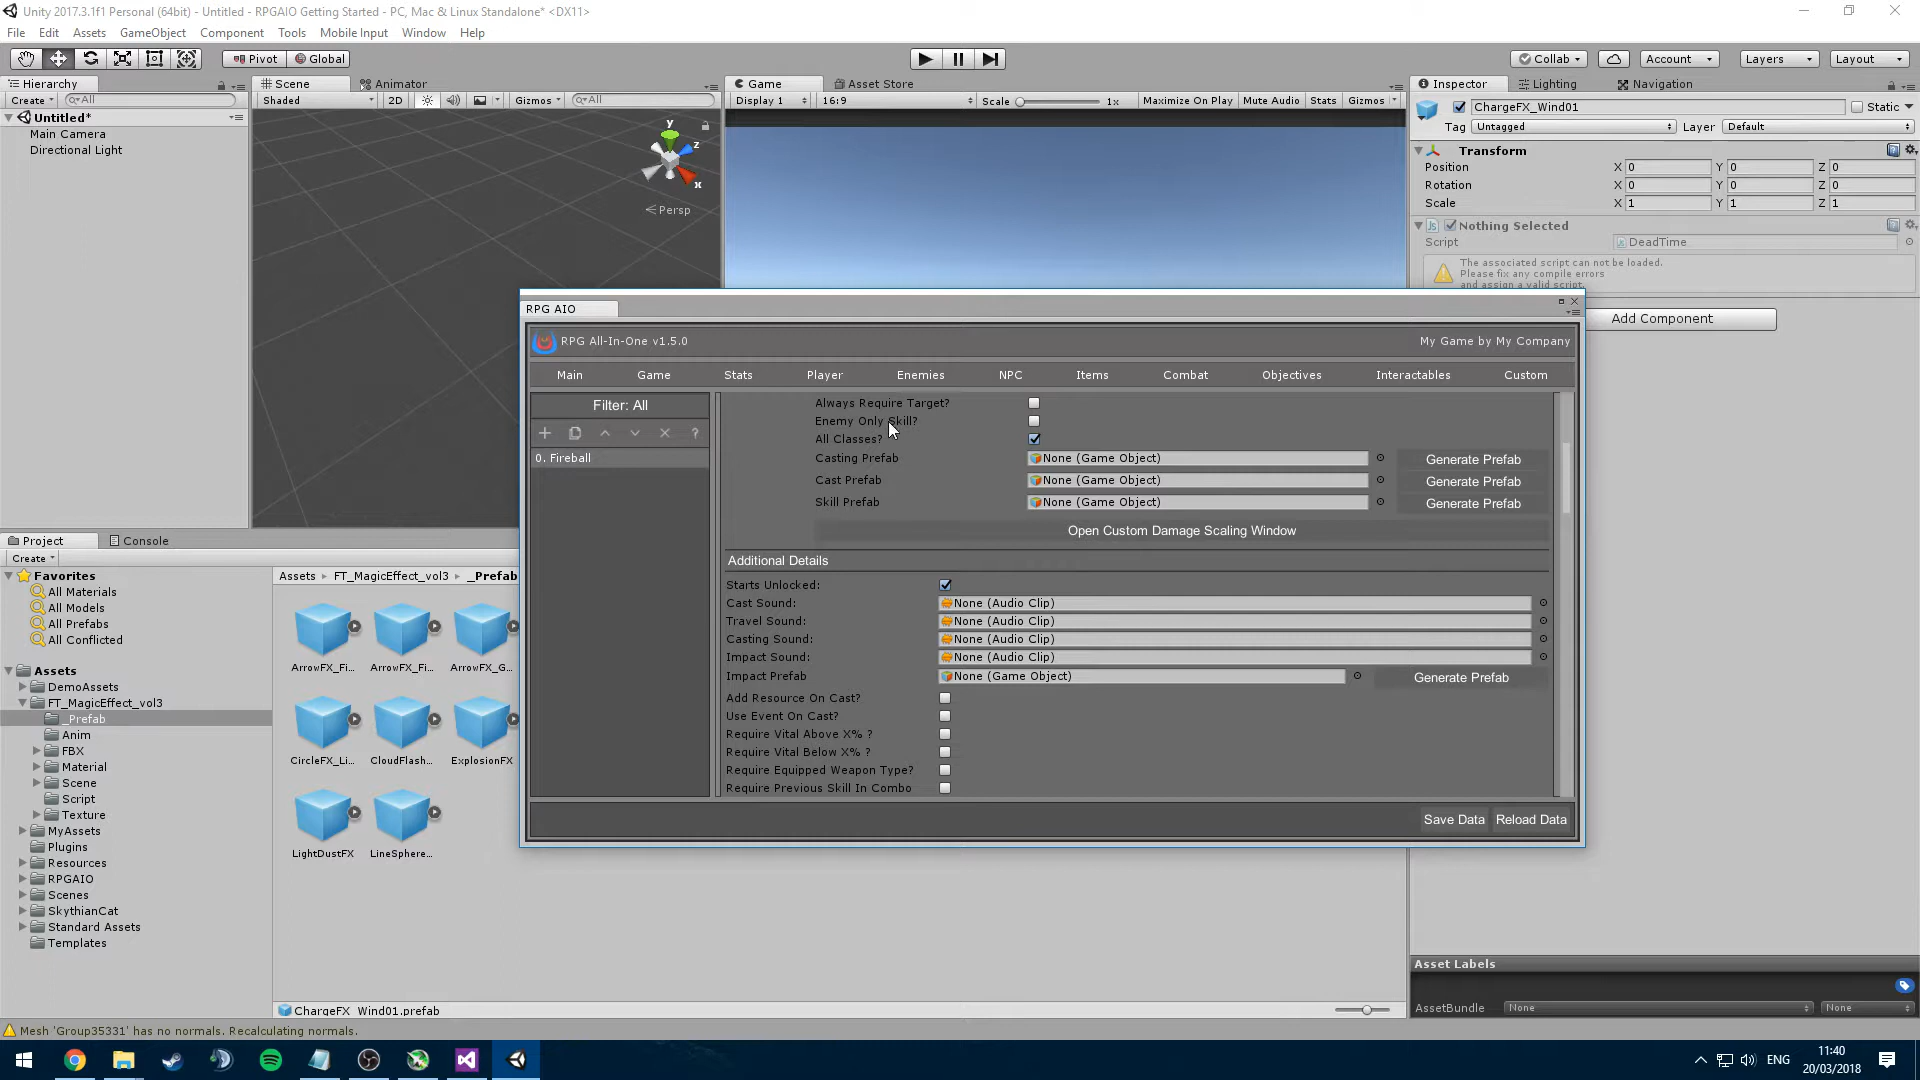 Unity 2017.3.1f1 Personal (64bit) - Untitled - RPGAIO Getting Started - PC, Mac & Linux Standalone* <DX11>
File Edit Assets GameObject Component Tools Mobile Input Window Help
Pivot Global Collab Account Layers Layout
Hierarchy
Create All
Untitled*
Main Camera
Directional Light
Scene Animator
Shaded 2D Gizmos All
y
z
x
Persp
Game Asset Store
Display 1 16:9 Scale 1x Maximize On Play Mute Audio Stats Gizmos
Inspector Lighting Navigation
ChargeFX_Wind01 Static
Tag Untagged Layer Default
Transform
Position X 0 Y 0 Z 0
Rotation X 0 Y 0 Z 0
Scale X 1 Y 1 Z 1
Nothing Selected
Script DeadTime
The associated script can not be loaded.
Please fix any compile errors
and assign a valid script.
Add Component
RPG AIO
RPG All-In-One v1.5.0 My Game by My Company
Main Game Stats Player Enemies NPC Items Combat Objectives Interactables Custom
Filter: All
0. Fireball
Always Require Target?
Enemy Only Skill?
All Classes?
Casting Prefab None (Game Object) Generate Prefab
Cast Prefab None (Game Object) Generate Prefab
Skill Prefab None (Game Object) Generate Prefab
Open Custom Damage Scaling Window
Additional Details
Starts Unlocked:
Cast Sound: None (Audio Clip)
Travel Sound: None (Audio Clip)
Casting Sound: None (Audio Clip)
Impact Sound: None (Audio Clip)
Impact Prefab None (Game Object) Generate Prefab
Add Resource On Cast?
Use Event On Cast?
Require Vital Above X% ?
Require Vital Below X% ?
Require Equipped Weapon Type?
Require Previous Skill In Combo
Save Data Reload Data
Project Console
Create
Favorites
All Materials
All Models
All Prefabs
All Conflicted
Assets
DemoAssets
FT_MagicEffect_vol3
_Prefab
Anim
FBX
Material
Scene
Script
Texture
MyAssets
Plugins
Resources
RPGAIO
Scenes
SkythianCat
Standard Assets
Templates
Assets FT_MagicEffect_vol3 _Prefab
ArrowFX_Fi... ArrowFX_Fi... ArrowFX_G...
CircleFX_Li... CloudFlash... ExplosionFX
LightDustFX LineSphere...
ChargeFX_Wind01.prefab
Asset Labels
AssetBundle None None
Mesh 'Group35331' has no normals. Recalculating normals.
ENG
11:40
20/03/2018